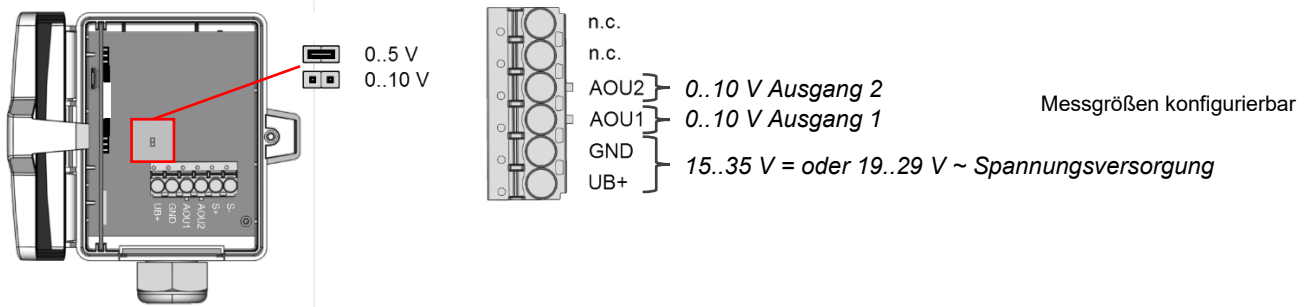 0..5 V
0..10 V
UB+
GND
AOU1
AOU2
S+
S-
n.c.
n.c.
AOU2 0..10 V Ausgang 2
AOU1 0..10 V Ausgang 1
GND
UB+
15..35 V = oder 19..29 V ~ Spannungsversorgung
Messgrößen konfigurierbar